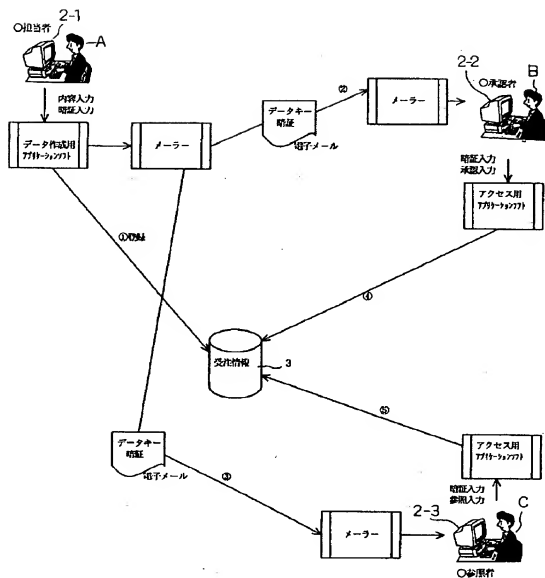 2-1
○担当者
A
内容入力
暗証入力
データ作成用
アプリケーションソフト
メーラー
データキー
暗証
電子メール
②
メーラー
2-2
○承認者
B
暗証入力
承認入力
アクセス用
アプリケーションソフト
①登録
④
受注情報
3
⑤
データキー
暗証
電子メール
③
メーラー
アクセス用
アプリケーションソフト
暗証入力
参照入力
2-3
C
○参照者